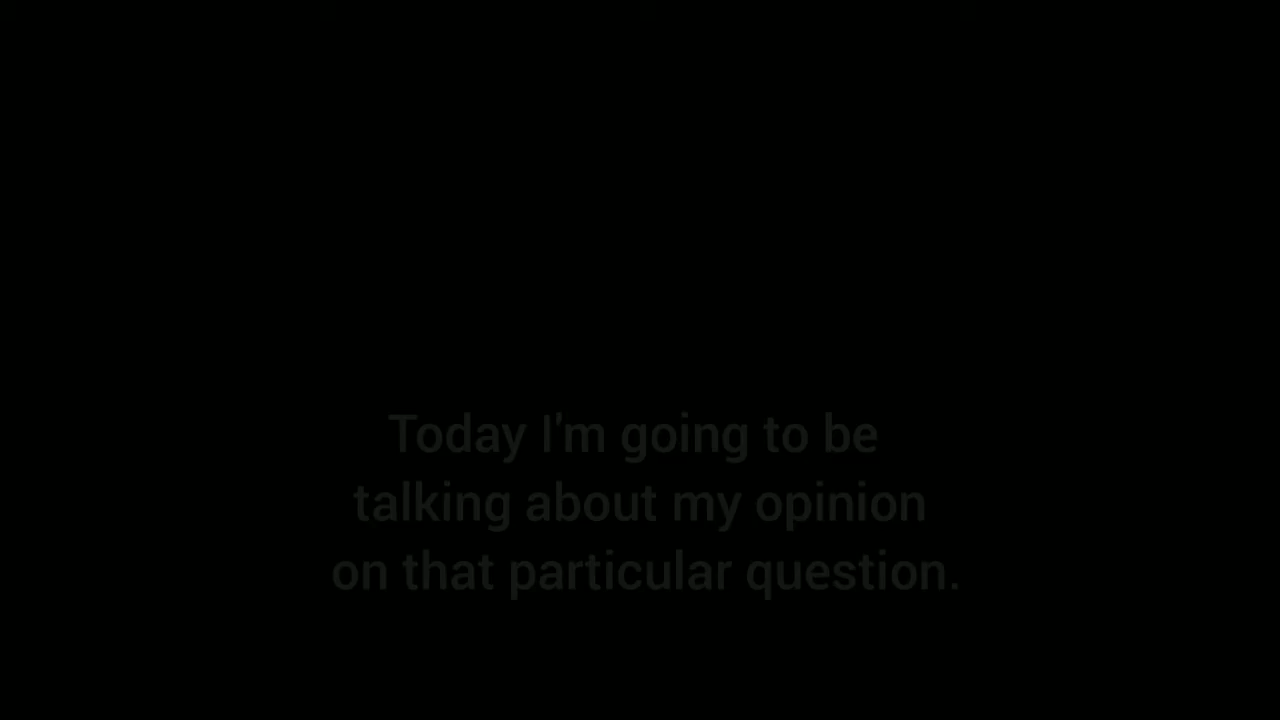 Today I'm going to be
talking about my opinion
on that particular question.